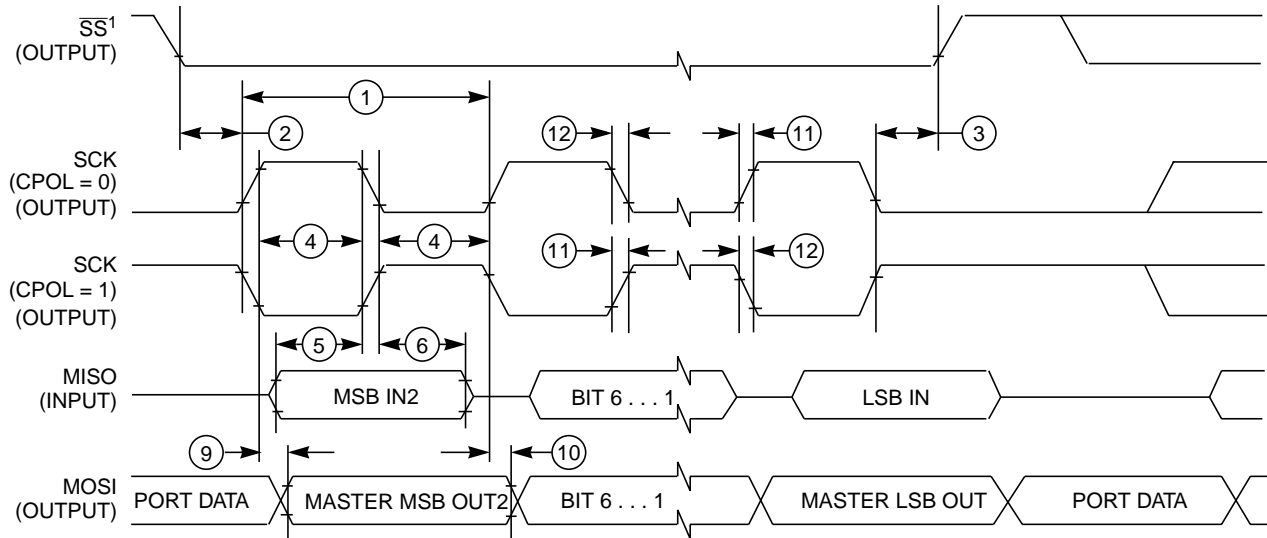 SS¹
(OUTPUT)
1
2
12
11
3
SCK
(CPOL = 0)
(OUTPUT)
4
4
11
12
SCK
(CPOL = 1)
(OUTPUT)
5
6
MISO
(INPUT)
MSB IN2
BIT 6 . . . 1
LSB IN
9
10
MOSI
(OUTPUT)
PORT DATA
MASTER MSB OUT2
BIT 6 . . . 1
MASTER LSB OUT
PORT DATA